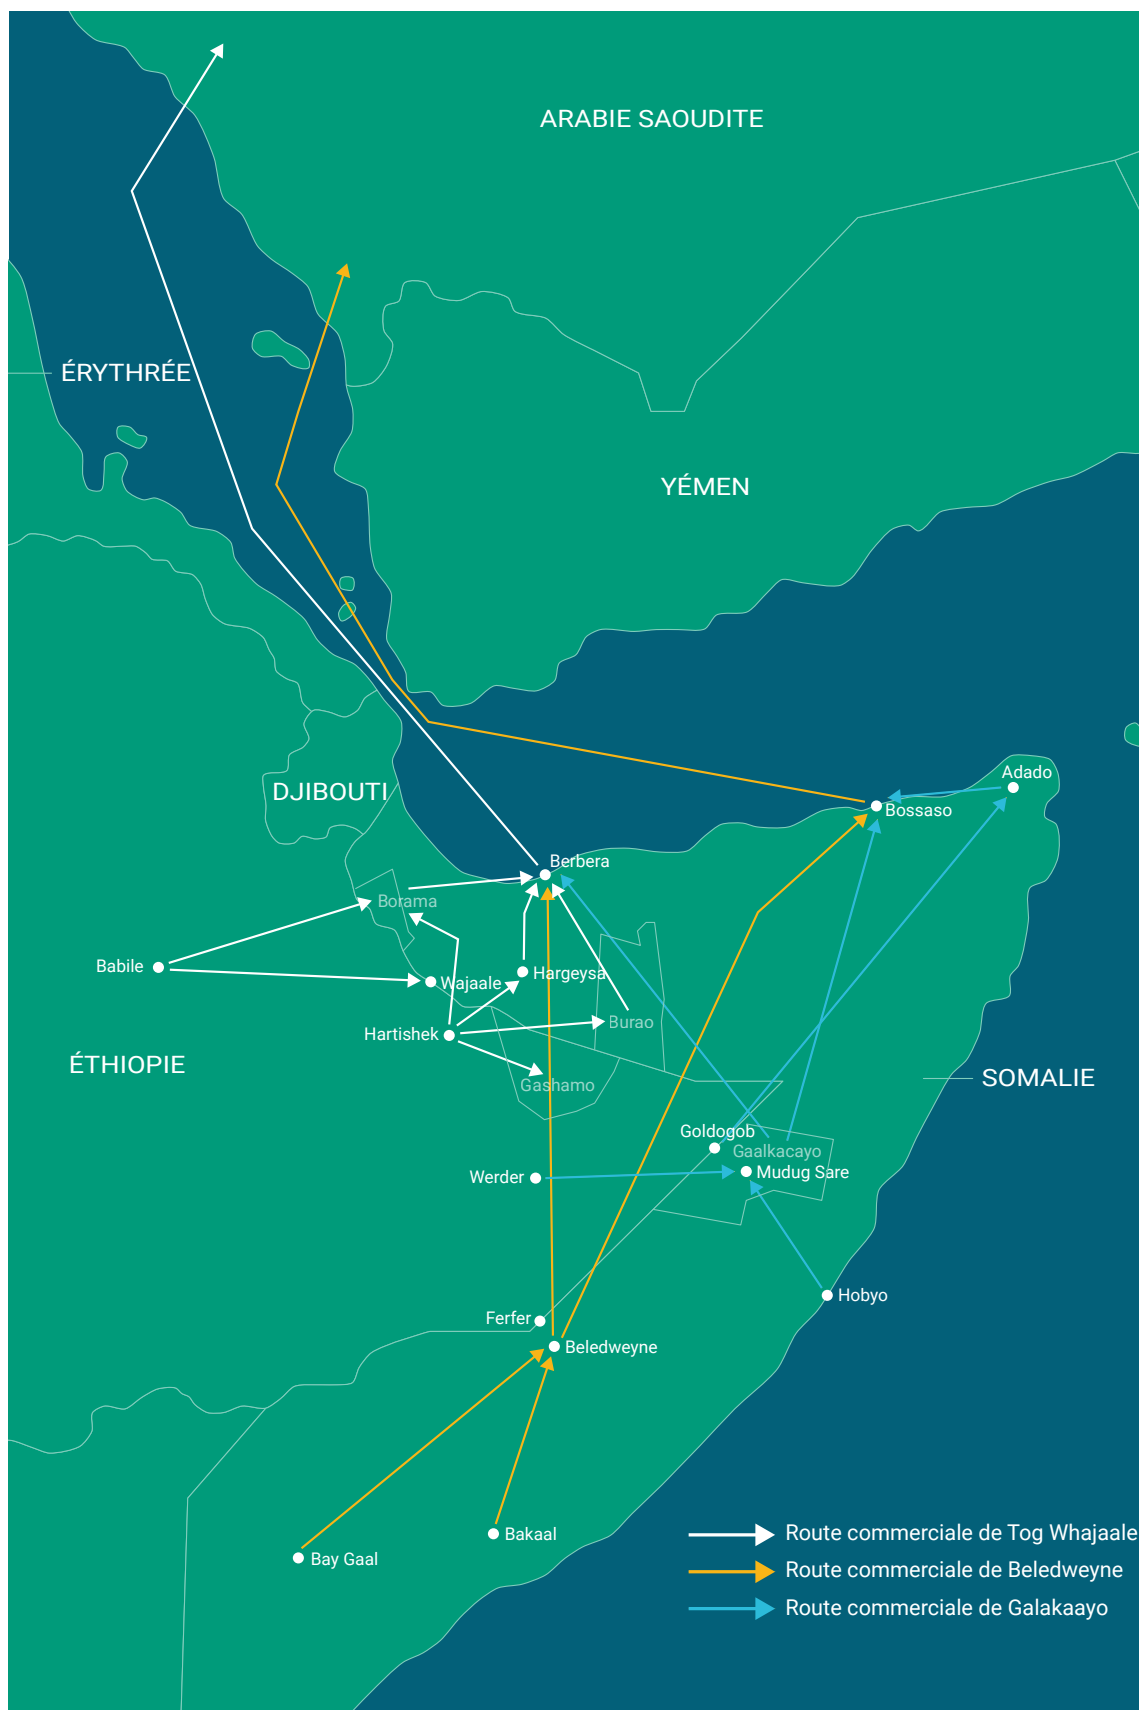 ARABIE SAOUDITE
ÉRYTHRÉE
YÉMEN
Adado
DJIBOUTI
Bossaso
Berbera
Borama
Babile
Wajaale
Hargeysa
Burao
Hartishek
ÉTHIOPIE
SOMALIE
Gashamo
Goldogob
Gaalkacayo
Werder
Mudug Sare
Hobyo
Ferfer
Beledweyne
Bakaal
Bay Gaal
Route commerciale de Tog Whajaale
Route commerciale de Beledweyne
Route commerciale de Galakaayo